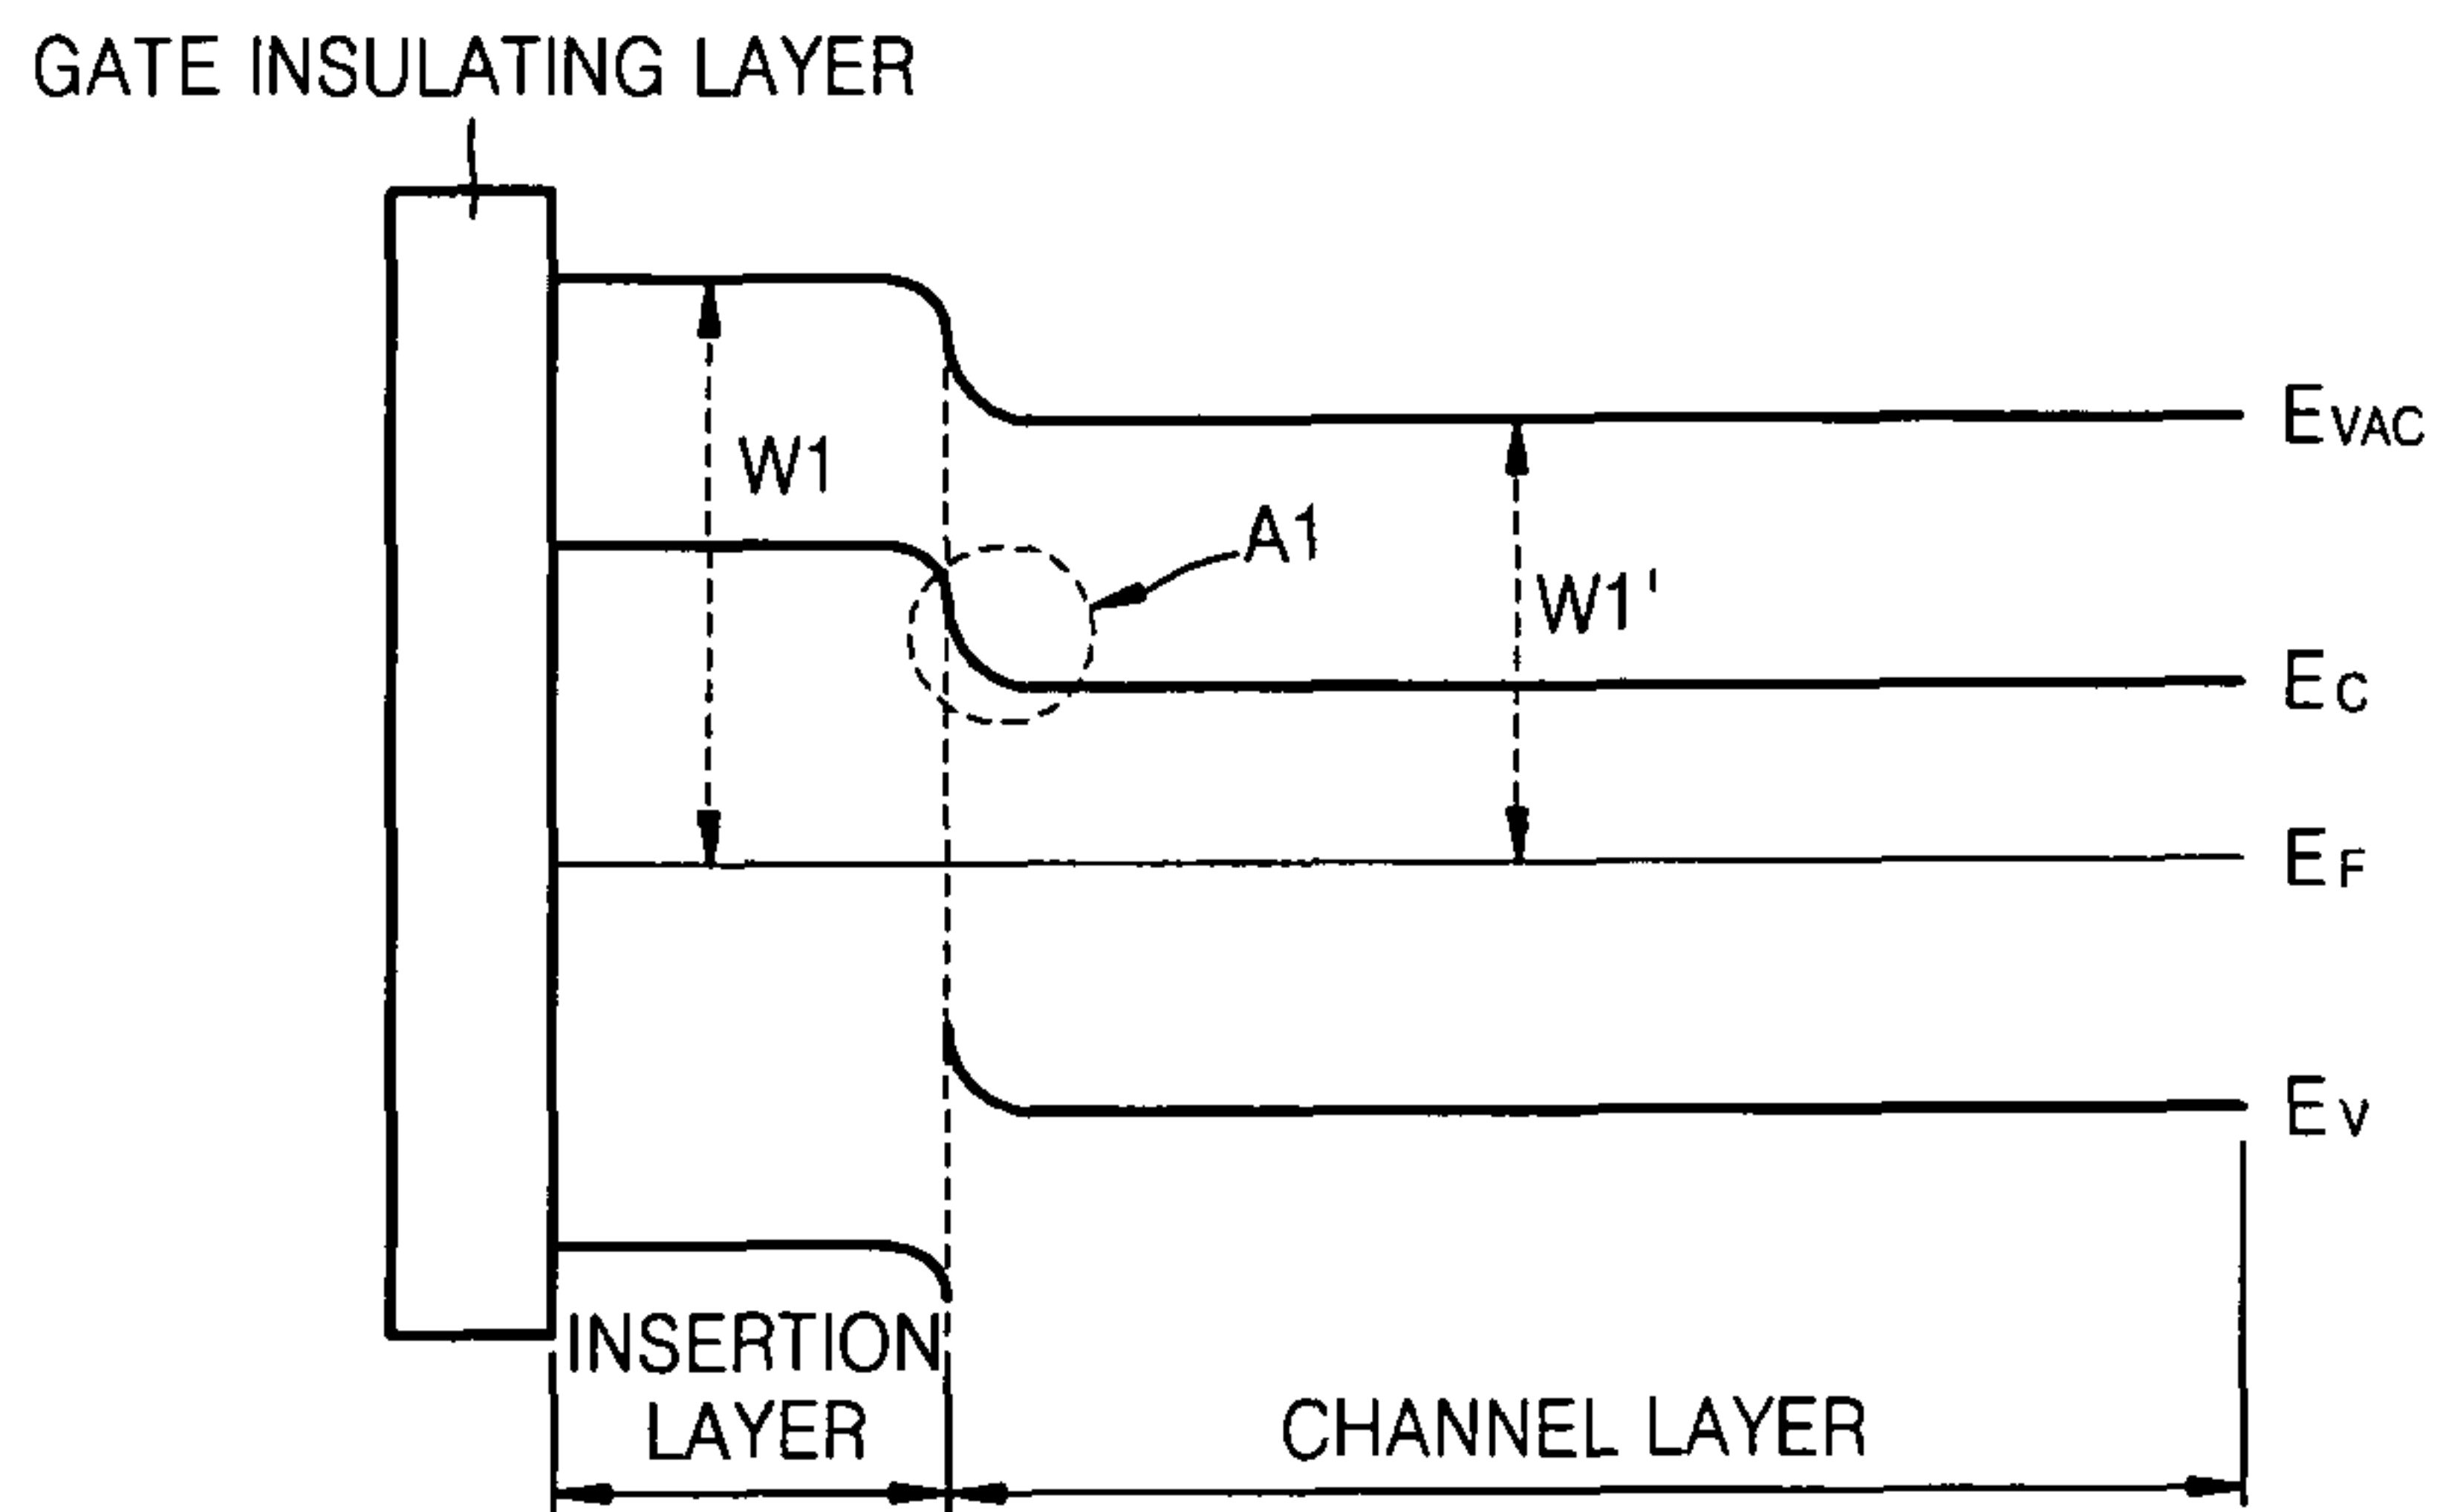 GATE INSULATING LAYER
EVAC
W1
A1
W1'
EC
EF
EV
INSERTION
LAYER
CHANNEL LAYER